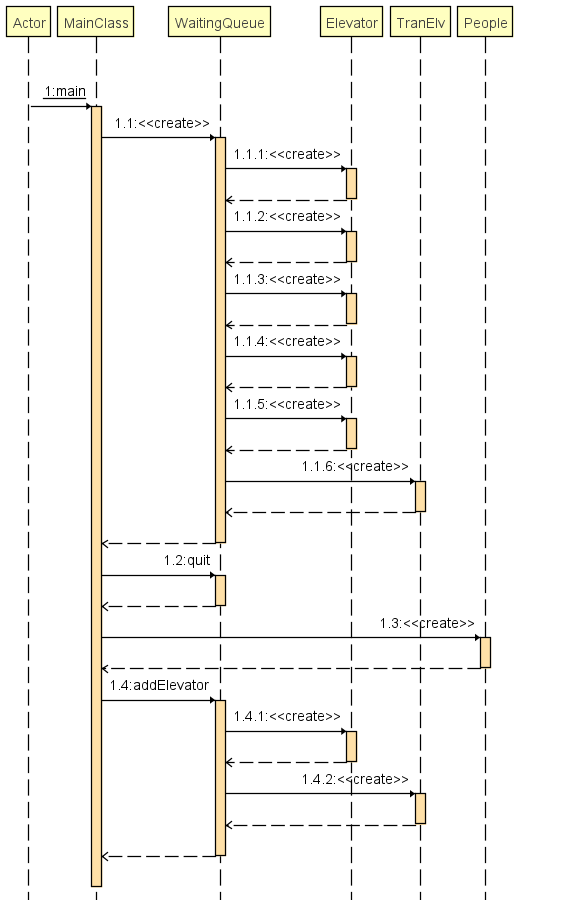 Actor MainClass WaitingQueue Elevator TranElv People
1:main
1.1:<<create>>
1.1.1:<<create>>
1.1.2:<<create>>
1.1.3:<<create>>
1.1.4:<<create>>
1.1.5:<<create>>
1.1.6:<<create>>
1.2:quit
1.3:<<create>>
1.4:addElevator
1.4.1:<<create>>
1.4.2:<<create>>